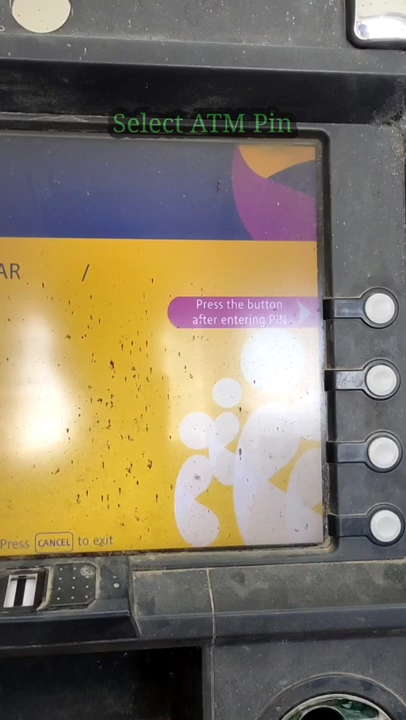 Select ATM Pin
AR /
Press the button
after entering PIN.
Press CANCEL to exit